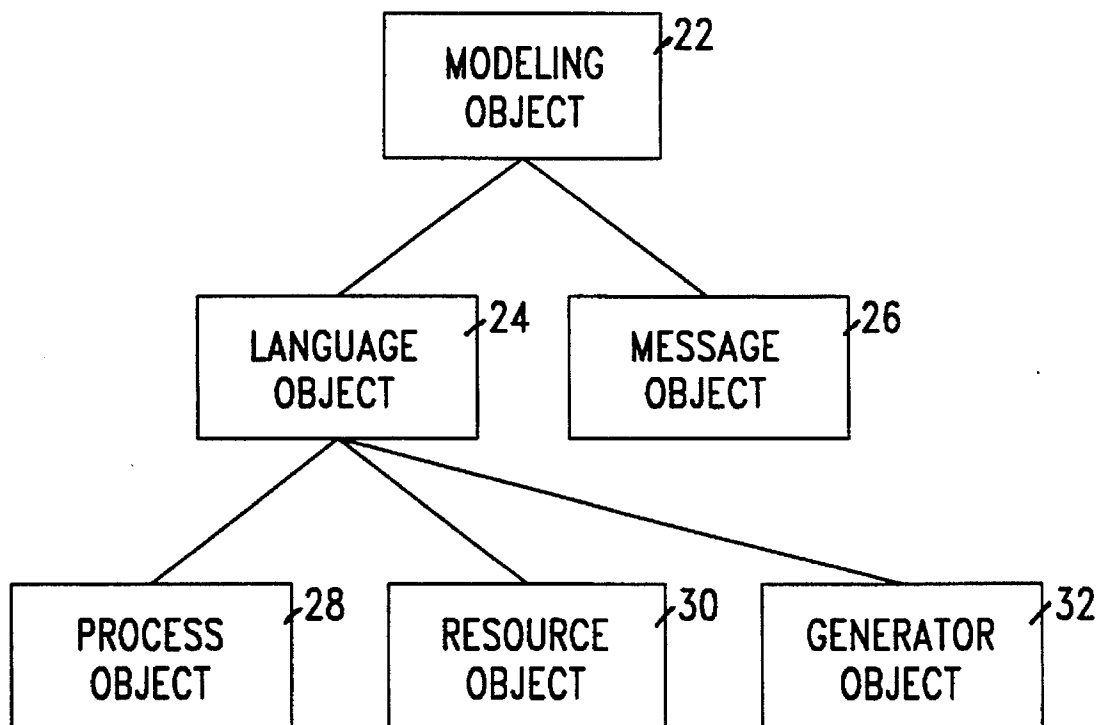 MODELING
OBJECT
22
LANGUAGE
OBJECT
24
MESSAGE
OBJECT
26
PROCESS
OBJECT
28
RESOURCE
OBJECT
30
GENERATOR
OBJECT
32